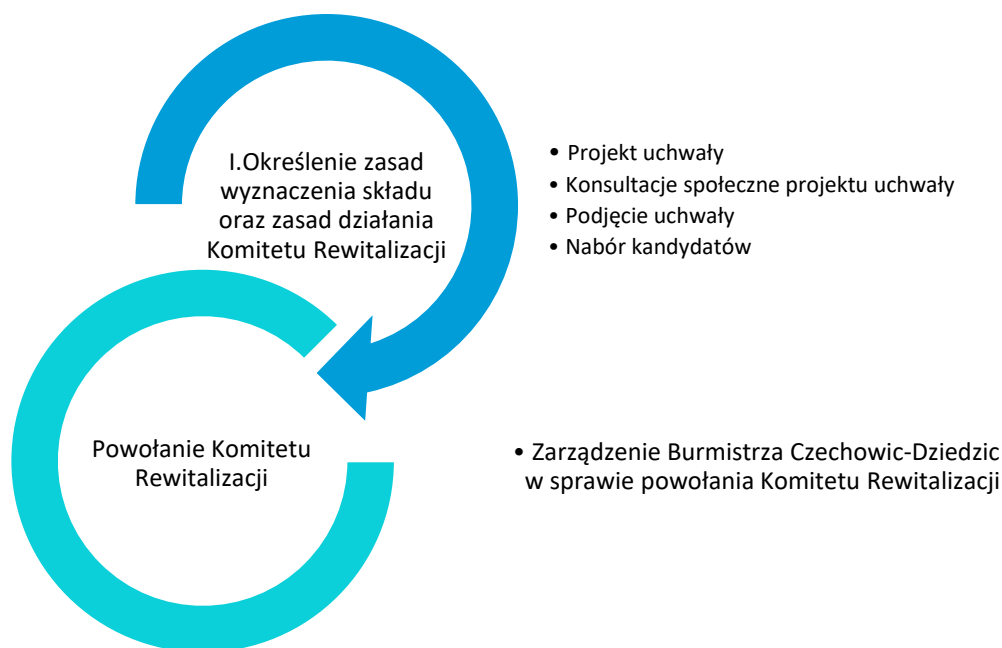 I.Określenie zasad
wyznaczenia składu
oraz zasad działania
Komitetu Rewitalizacji
• Projekt uchwały
• Konsultacje społeczne projektu uchwały
• Podjęcie uchwały
• Nabór kandydatów
Powołanie Komitetu
Rewitalizacji
• Zarządzenie Burmistrza Czechowic-Dziedzic
w sprawie powołania Komitetu Rewitalizacji